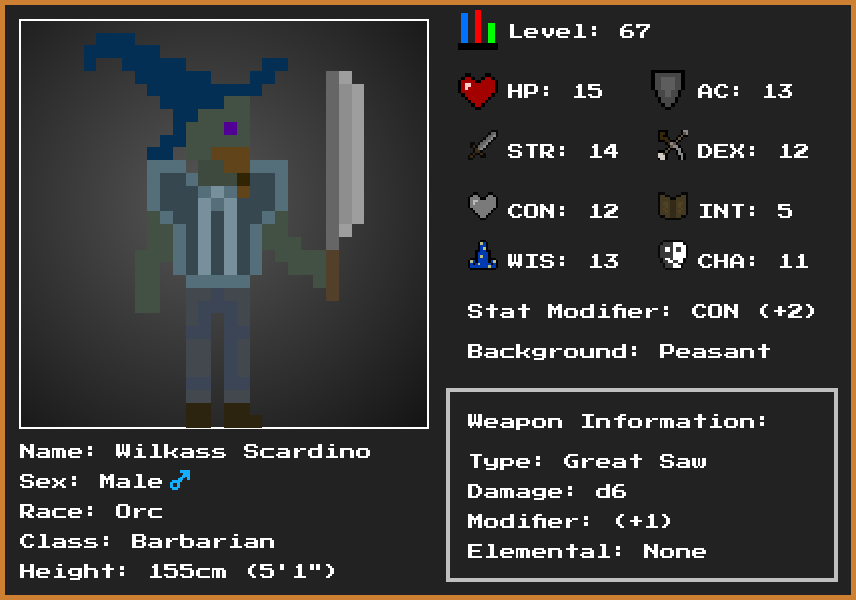 Level: 67
HP: 15
AC: 13
STR: 14
DEX: 12
CON: 12
INT: 5
WIS: 13
CHA: 11
Stat Modifier: CON (+2)
Background: Peasant
Weapon Information:
Type: Great Saw
Damage: d6
Modifier: (+1)
Elemental: None
Name: Wilkass Scardino
Sex: Male♂
Race: Orc
Class: Barbarian
Height: 155cm (5'1")